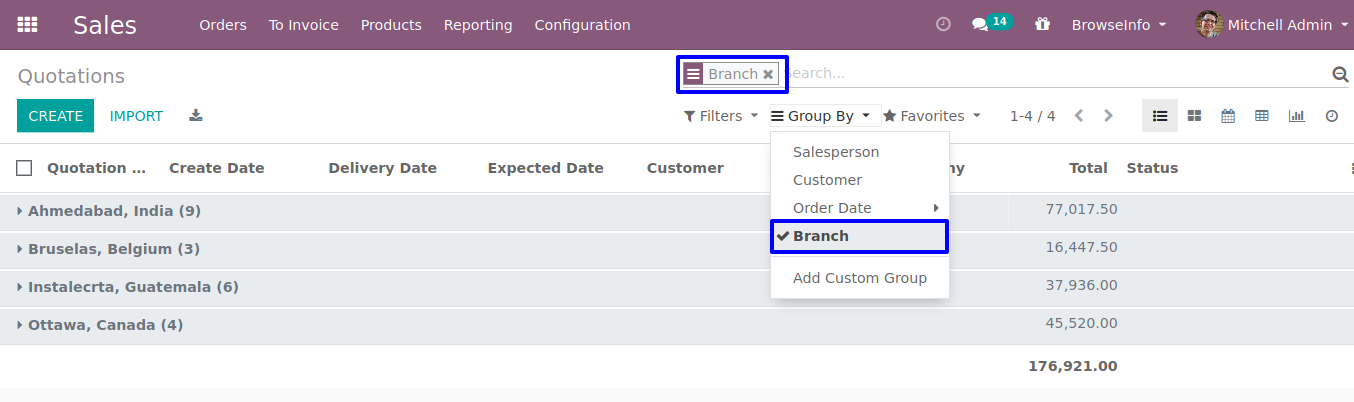 Sales Orders To Invoice Products Reporting Configuration 14 BrowseInfo Mitchell Admin
Quotations Branch Search...
CREATE IMPORT Filters Group By Favorites 1-4 / 4
Quotation ... Create Date Delivery Date Expected Date Customer ny Total Status
Salesperson
Customer
Order Date
Branch
Add Custom Group
Ahmedabad, India (9) 77,017.50
Bruselas, Belgium (3) 16,447.50
Instalecrta, Guatemala (6) 37,936.00
Ottawa, Canada (4) 45,520.00
176,921.00